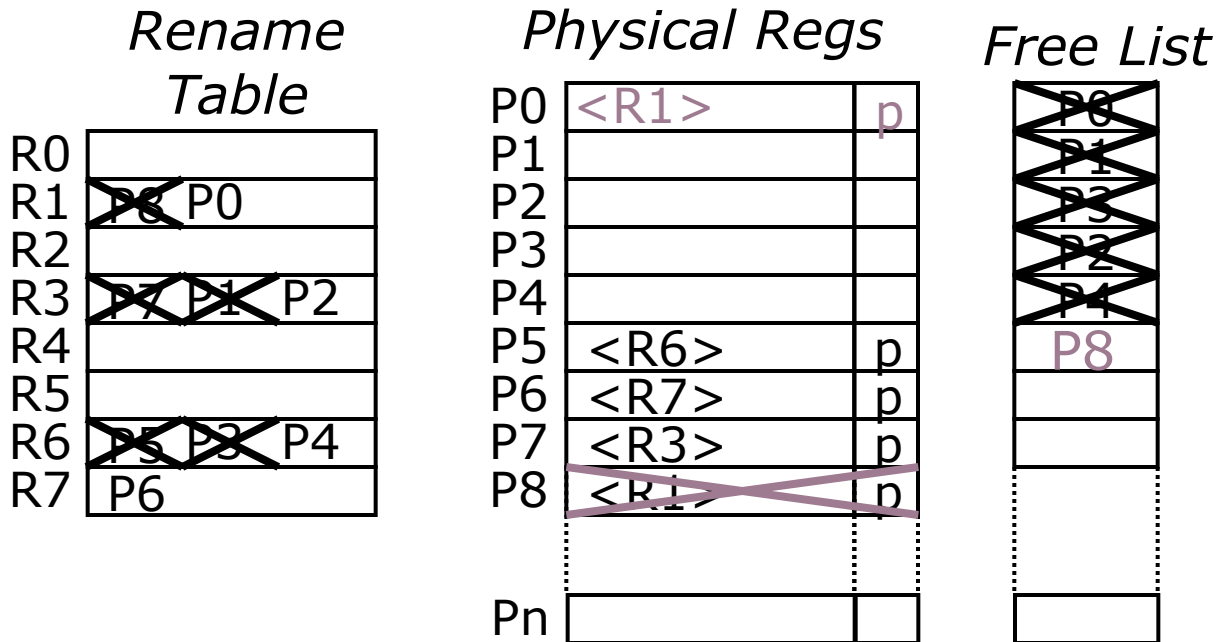 Rename
Table
R0
R1 P8 P0
R2
R3 P7 P1 P2
R4
R5
R6 P5 P3 P4
R7 P6
Physical Regs
P0 <R1> p
P1
P2
P3
P4
P5 <R6> p
P6 <R7> p
P7 <R3> p
P8 <R1> p
Pn
Free List
P0
P1
P3
P2
P4
P8